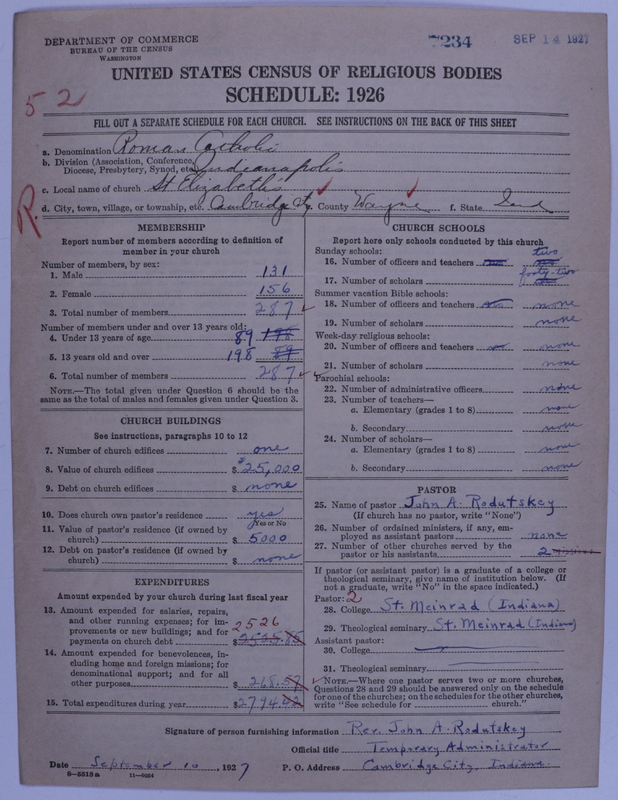 DEPARTMENT OF COMMERCE
BUREAU OF THE CENSUS
WASHINGTON
7234
SEP 14 1927
UNITED STATES CENSUS OF RELIGIOUS BODIES
SCHEDULE: 1926
52
FILL OUT A SEPARATE SCHEDULE FOR EACH CHURCH. SEE INSTRUCTIONS ON THE BACK OF THIS SHEET
a. Denomination Roman Catholic
b. Division (Association, Conference,
Diocese, Presbytery, Synod, etc. Indianapolis
c. Local name of church St Elizabeth's
R.
d. City, town, village, or township, etc. Cambridge City e. County Wayne f. State Ind
MEMBERSHIP
Report number of members according to definition of
member in your church
Number of members, by sex:
1. Male 131
2. Female 156
3. Total number of members 287
Number of members under and over 13 years old:
4. Under 13 years of age 89 198
5. 13 years old and over 198 89
6. Total number of members 287
NOTE.—The total given under Question 6 should be the
same as the total of males and females given under Question 3.
CHURCH BUILDINGS
See instructions, paragraphs 10 to 12
7. Number of church edifices one
8. Value of church edifices $25,000
9. Debt on church edifices $ none
10. Does church own pastor's residence yes
Yes or No
11. Value of pastor's residence (if owned by
church) $ 5000
12. Debt on pastor's residence (if owned by
church) $ none
EXPENDITURES
Amount expended by your church during last fiscal year
13. Amount expended for salaries, repairs,
and other running expenses; for im-
provements or new buildings; and for 2526
payments on church debt $
14. Amount expended for benevolences, in-
cluding home and foreign missions; for
denominational support; and for all
other purposes $ 268.57
15. Total expenditures during year $2794.42
CHURCH SCHOOLS
Report here only schools conducted by this church
Sunday schools: two
16. Number of officers and teachers
forty-two
17. Number of scholars
Summer vacation Bible schools:
18. Number of officers and teachers none
19. Number of scholars none
Week-day religious schools:
20. Number of officers and teachers none
21. Number of scholars none
Parochial schools:
22. Number of administrative officers none
23. Number of teachers—
a. Elementary (grades 1 to 8) none
b. Secondary none
24. Number of scholars—
a. Elementary (grades 1 to 8) none
b. Secondary none
PASTOR
25. Name of pastor John A. Rodutskey
(If church has no pastor, write "None")
26. Number of ordained ministers, if any, em-
ployed as assistant pastors none
27. Number of other churches served by the
pastor or his assistants 2
If pastor (or assistant pastor) is a graduate of a college or
theological seminary, give name of institution below. (If
not a graduate, write "No" in the space indicated.)
Pastor: 2
28. College St. Meinrad (Indiana)
29. Theological seminary St. Meinrad (Indiana)
Assistant pastor:
30. College
31. Theological seminary
NOTE.—Where one pastor serves two or more churches,
Questions 28 and 29 should be answered only on the schedule
for one of the churches; on the schedules for the other churches,
write "See schedule for church."
Signature of person furnishing information Rev. John A. Rodutskey
Official title Temporary Administrator
Date September 10, 1927 P. O. Address Cambridge City, Indiana.
6-5518a 11-9024